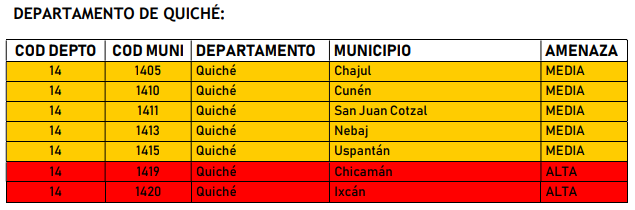 DEPARTAMENTO DE QUICHÉ:
COD DEPTO COD MUNI DEPARTAMENTO MUNICIPIO AMENAZA
14 1405 Quiché Chajul MEDIA
14 1410 Quiché Cunén MEDIA
14 1411 Quiché San Juan Cotzal MEDIA
14 1413 Quiché Nebaj MEDIA
14 1415 Quiché Uspantán MEDIA
14 1419 Quiché Chicamán ALTA
14 1420 Quiché Ixcán ALTA